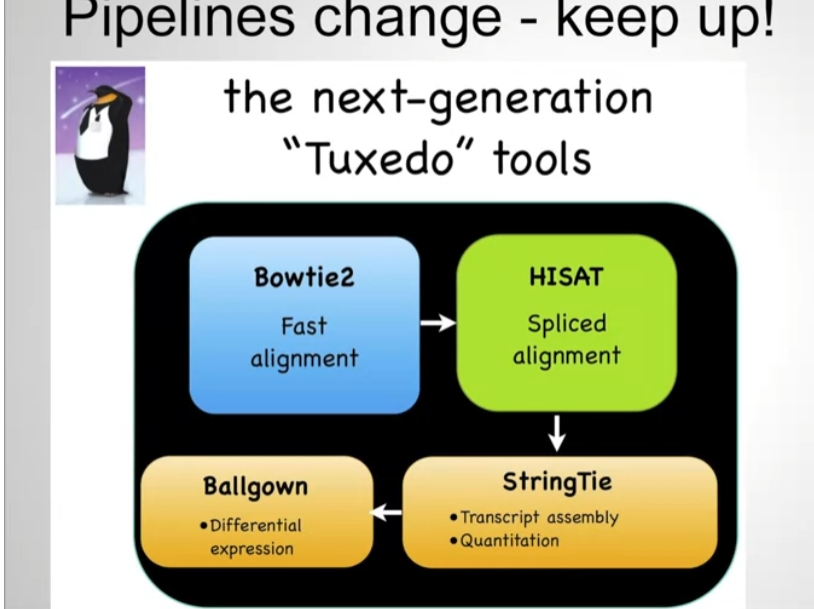 Pipelines change - keep up!
the next-generation
“Tuxedo” tools
Bowtie2
Fast
alignment
HISAT
Spliced
alignment
StringTie
•Transcript assembly
•Quantitation
Ballgown
•Differential
expression